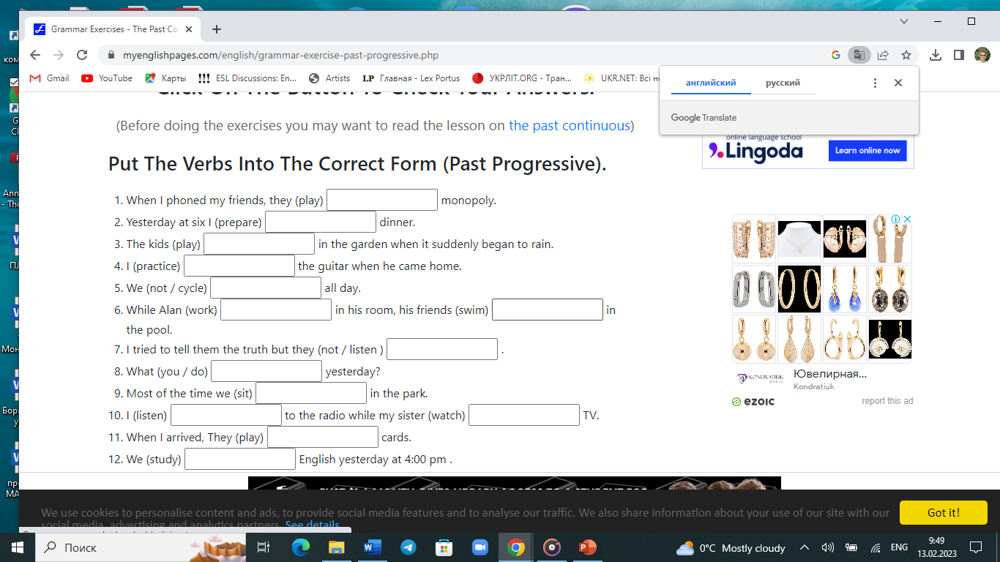 Grammar Exercises - The Past Co
myenglishpages.com/english/grammar-exercise-past-progressive.php
Gmail
YouTube
Карты
ESL Discussions: En...
Artists
LP Главная - Lex Portus
УКРЛІТ.ORG - Тран...
UKR.NET: Всі но
английский
русский
Google Translate
Click On The Button To Check Your Answers.
(Before doing the exercises you may want to read the lesson on the past continuous)
online language school
Lingoda
Learn online now
Put The Verbs Into The Correct Form (Past Progressive).
1. When I phoned my friends, they (play) monopoly.
2. Yesterday at six I (prepare) dinner.
3. The kids (play) in the garden when it suddenly began to rain.
4. I (practice) the guitar when he came home.
5. We (not / cycle) all day.
6. While Alan (work) in his room, his friends (swim) in
the pool.
7. I tried to tell them the truth but they (not / listen ) .
8. What (you / do) yesterday?
9. Most of the time we (sit) in the park.
10. I (listen) to the radio while my sister (watch) TV.
11. When I arrived, They (play) cards.
12. We (study) English yesterday at 4:00 pm .
KONDRATIUK
Ювелирная...
Kondratiuk
ezoic
report this ad
We use cookies to personalise content and ads, to provide social media features and to analyse our traffic. We also share information about your use of our site with our
social media, advertising and analytics partners. See details
Got it!
Поиск
0°C Mostly cloudy
ENG
9:49
13.02.2023